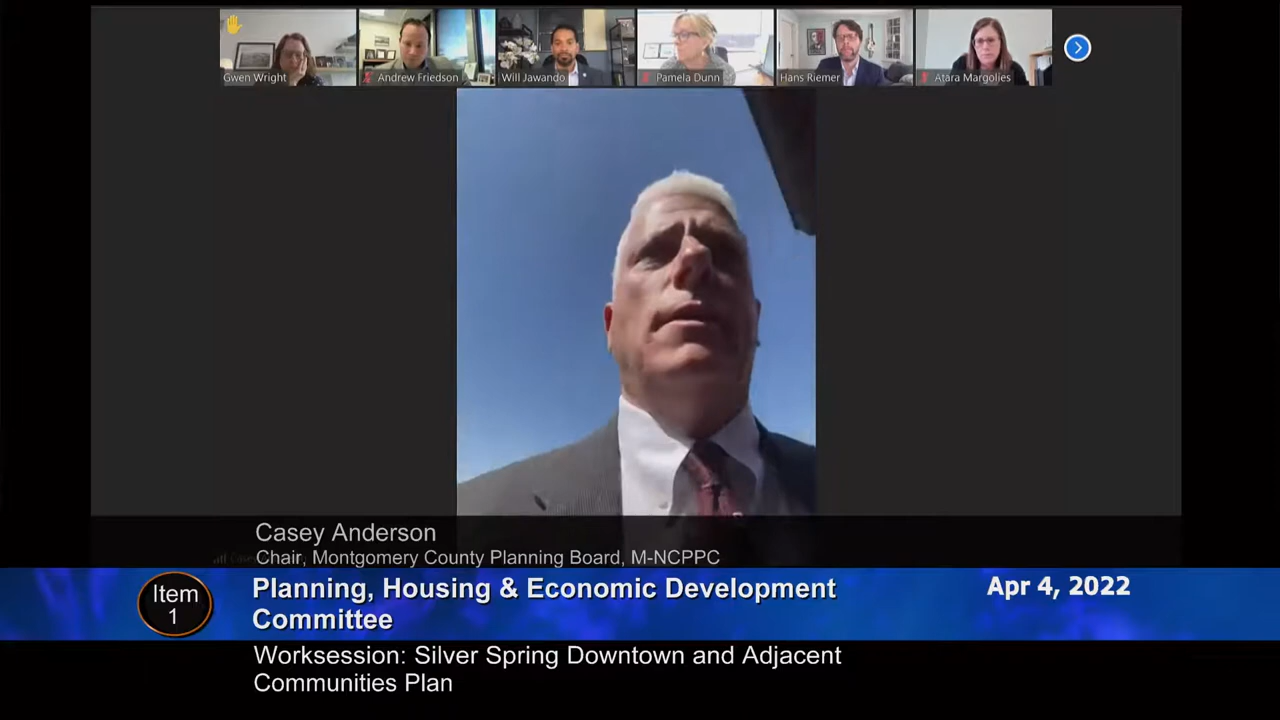 Gwen Wright
Andrew Friedson
Will Jawando
Pamela Dunn
Hans Riemer
Atara Margolies
Casey Anderson
Chair, Montgomery County Planning Board, M-NCPPC
Item
1
Planning, Housing & Economic Development
Committee
Apr 4, 2022
Worksession: Silver Spring Downtown and Adjacent
Communities Plan